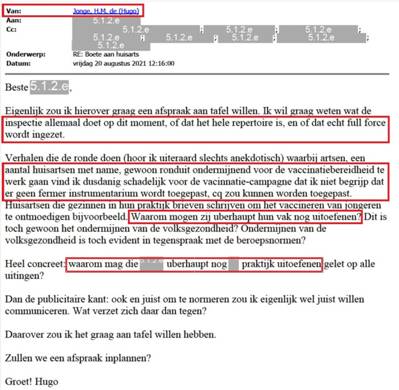 Van: Jonge, H.M. de (Hugo)
Aan: 5.1.2.e
Cc: 5.1.2.e ;
5.1.2.e ; 5.1.2.e ; 5.1.2.e ; 5.1.2.e ;
5.1.2.e
Onderwerp: RE: Boete aan huisarts
Datum: vrijdag 20 augustus 2021 12:16:00
Beste 5.1.2.e,
Eigenlijk zou ik hierover graag een afspraak aan tafel willen. Ik wil graag weten wat de
inspectie allemaal doet op dit moment, of dat het hele repertoire is, en of dat echt full force
wordt ingezet.
Verhalen die de ronde doen (hoor ik uiteraard slechts anekdotisch) waarbij artsen, een
aantal huisartsen met name, gewoon ronduit ondermijnend voor de vaccinatiebereidheid te
werk gaan vind ik dusdanig schadelijk voor de vacinnatie-campagne dat ik niet begrijp dat
er geen fermer instrumentarium wordt toegepast, cq zou kunnen worden toegepast.
Huisartsen die gezinnen in hun praktijk brieven schrijven om het vaccineren van jongeren
te ontmoedigen bijvoorbeeld. Waarom mogen zij uberhaupt hun vak nog uitoefenen? Dit is
toch gewoon het ondermijnen van de volksgezondheid? Ondermijnen van de
volksgezondheid is toch evident in tegenspraak met de beroepsnormen?
Heel concreet: waarom mag die uberhaupt nog praktijk uitoefenen gelet op alle
uitingen?
Dan de publicitaire kant: ook en juist om te normeren zou ik eigenlijk wel juist willen
communiceren. Wat verzet zich daar dan tegen?
Daarover zou ik het graag aan tafel willen hebben.
Zullen we een afspraak inplannen?
Groet! Hugo